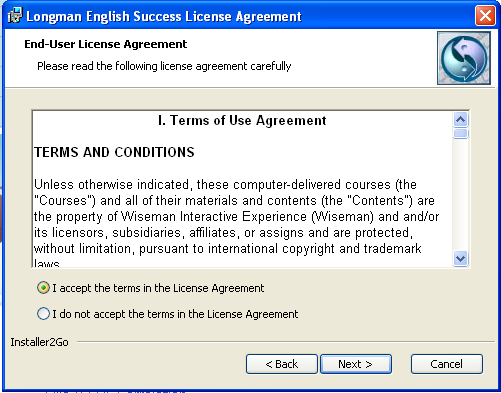 Longman English Success License Agreement
End-User License Agreement
Please read the following license agreement carefully
I. Terms of Use Agreement
TERMS AND CONDITIONS
Unless otherwise indicated, these computer-delivered courses (the
"Courses") and all of their materials and contents (the "Contents") are
the property of Wiseman Interactive Experience (Wiseman) and and/or
its licensors, subsidiaries, affiliates, or assigns and are protected,
without limitation, pursuant to international copyright and trademark
laws.
I accept the terms in the License Agreement
I do not accept the terms in the License Agreement
Installer2Go
< Back Next > Cancel